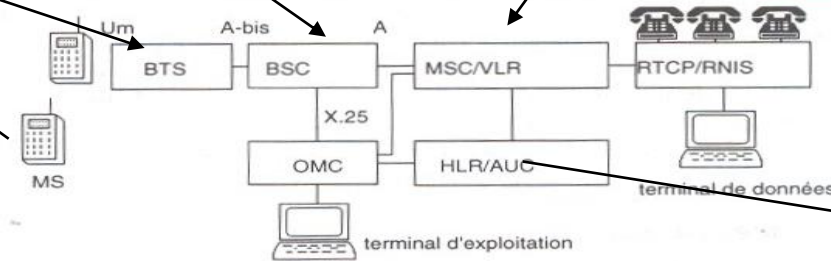 Um A-bis A
BTS BSC MSC/VLR RTCP/RNIS
X.25
OMC HLR/AUC
MS
terminal de données
terminal d'exploitation